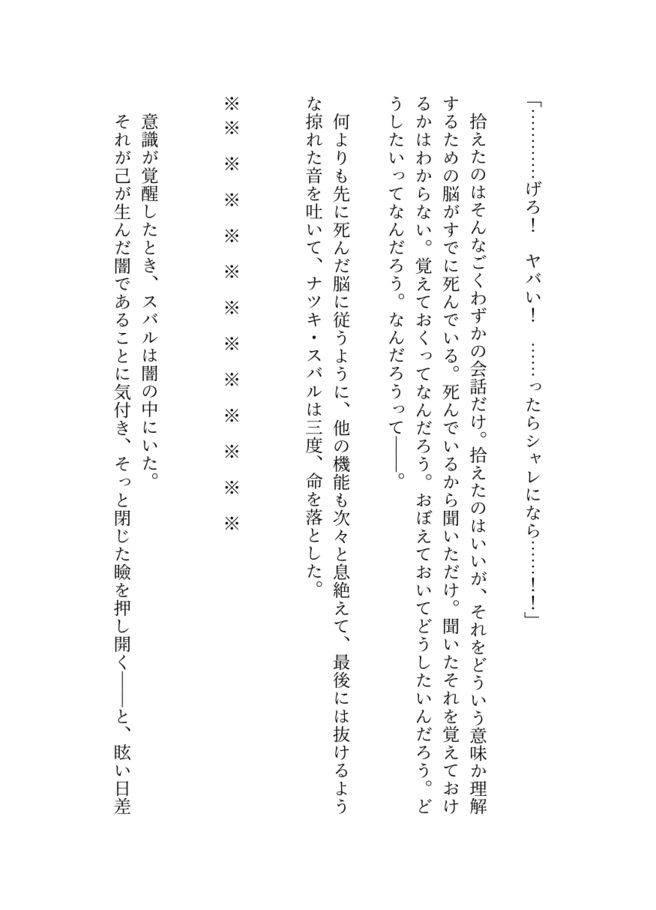 「…………げろ！　ヤバい！　……ったらシャレになら……！！」
　拾えたのはそんなごくわずかの会話だけ。拾えたのはいいが、それをどういう意味か理解
するための脳がすでに死んでいる。死んでいるから聞いただけ。聞いたそれを覚えておけ
るかはわからない。覚えておくってなんだろう。おぼえておいてどうしたいんだろう。ど
うしたいってなんだろう。なんだろうって――。
　何よりも先に死んだ脳に従うように、他の機能も次々と息絶えて、最後には抜けるよう
な掠れた音を吐いて、ナツキ・スバルは三度、命を落とした。
※※　※　※　※　※　※　※　※　※　※　※　※
　意識が覚醒したとき、スバルは闇の中にいた。
　それが己が生んだ闇であることに気付き、そっと閉じた瞼を押し開く――と、眩い日差